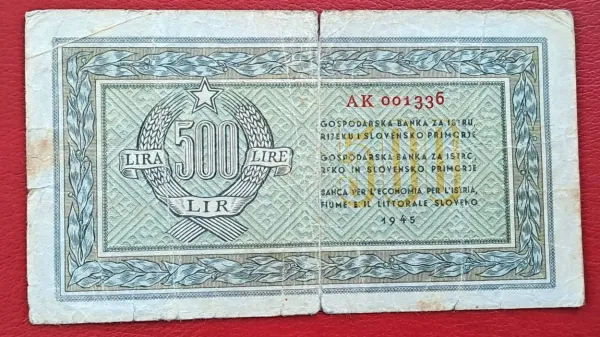 AK 001336
GOSPODARSKA BANKA ZA ISTRU,
RIJEKU I SLOVENSKO PRIMORJE
GOSPODARSKA BANKA ZA ISTRO,
REKO IN SLOVENSKO PRIMORJE
BANCA PER L'ECONOMIA PER L'ISTRIA,
FIUME E IL LITTORALE SLOVENO
1945
500
LIRA LIRE
LIR
500